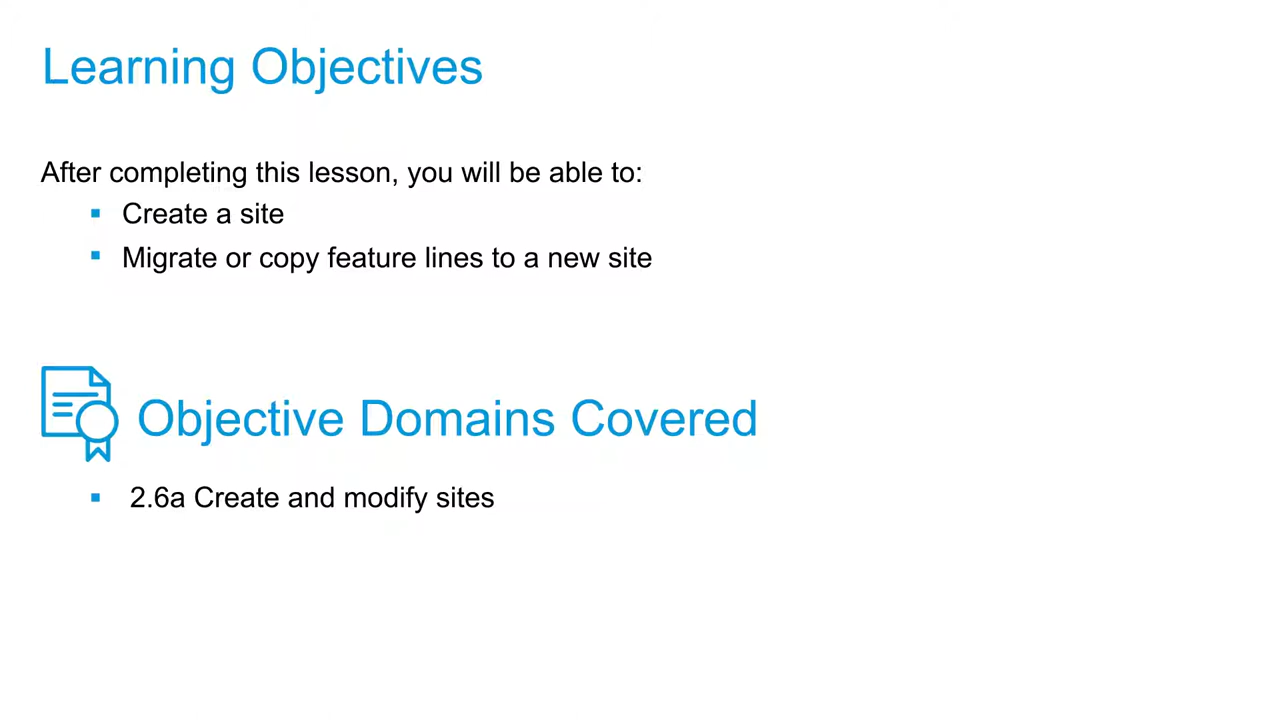 Learning Objectives
After completing this lesson, you will be able to:
▪ Create a site
▪ Migrate or copy feature lines to a new site
Objective Domains Covered
▪ 2.6a Create and modify sites